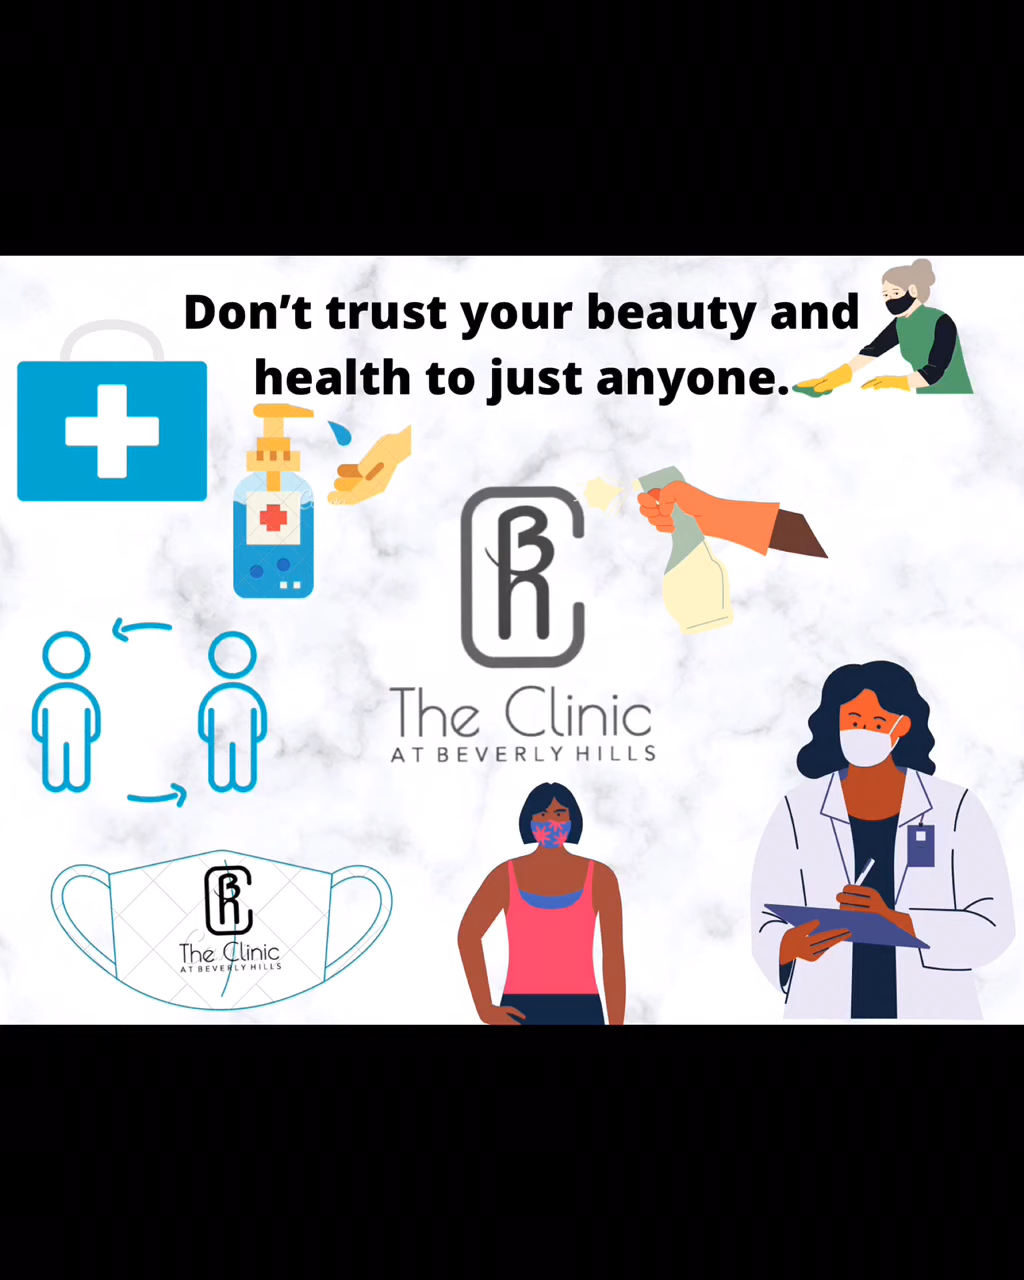 Don't trust your beauty and
health to just anyone.
The Clinic
AT BEVERLY HILLS
The Clinic
AT BEVERLY HILLS